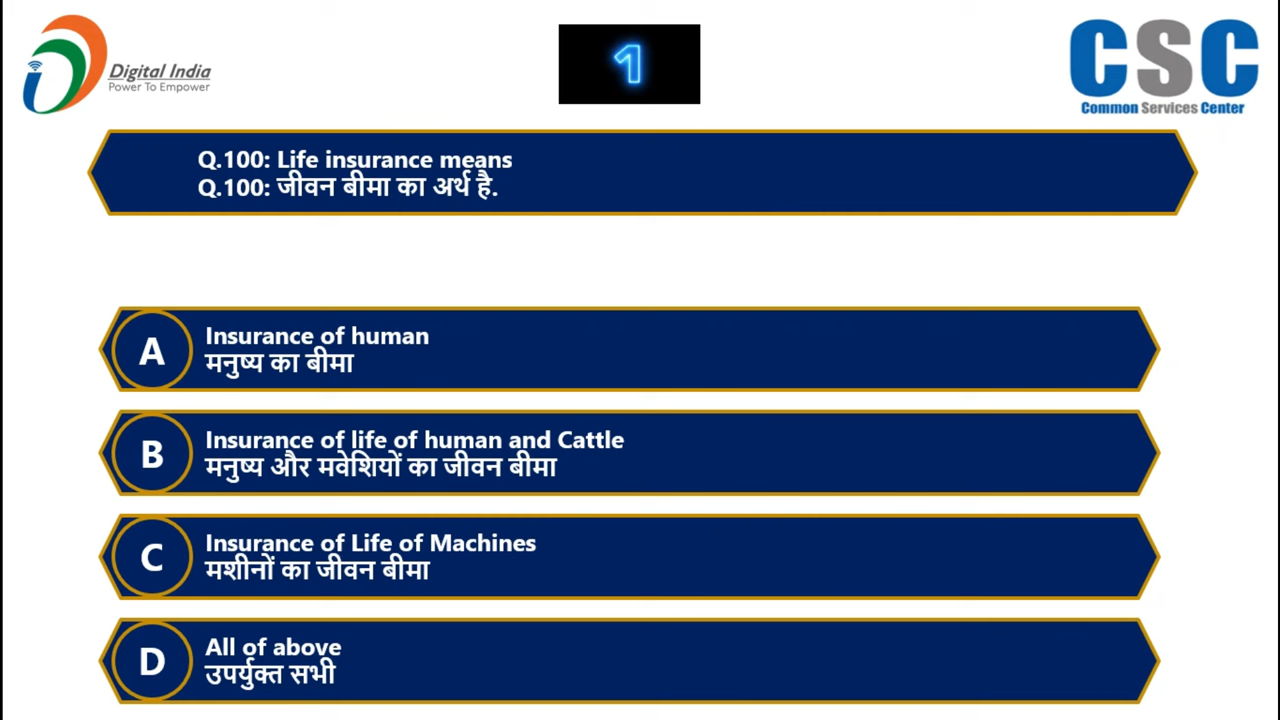 Digital India
Power To Empower
1
CSC
Common Services Center
Q.100: Life insurance means
Q.100: जीवन बीमा का अर्थ है.
A
Insurance of human
मनुष्य का बीमा
B
Insurance of life of human and Cattle
मनुष्य और मवेशियों का जीवन बीमा
C
Insurance of Life of Machines
मशीनों का जीवन बीमा
D
All of above
उपर्युक्त सभी